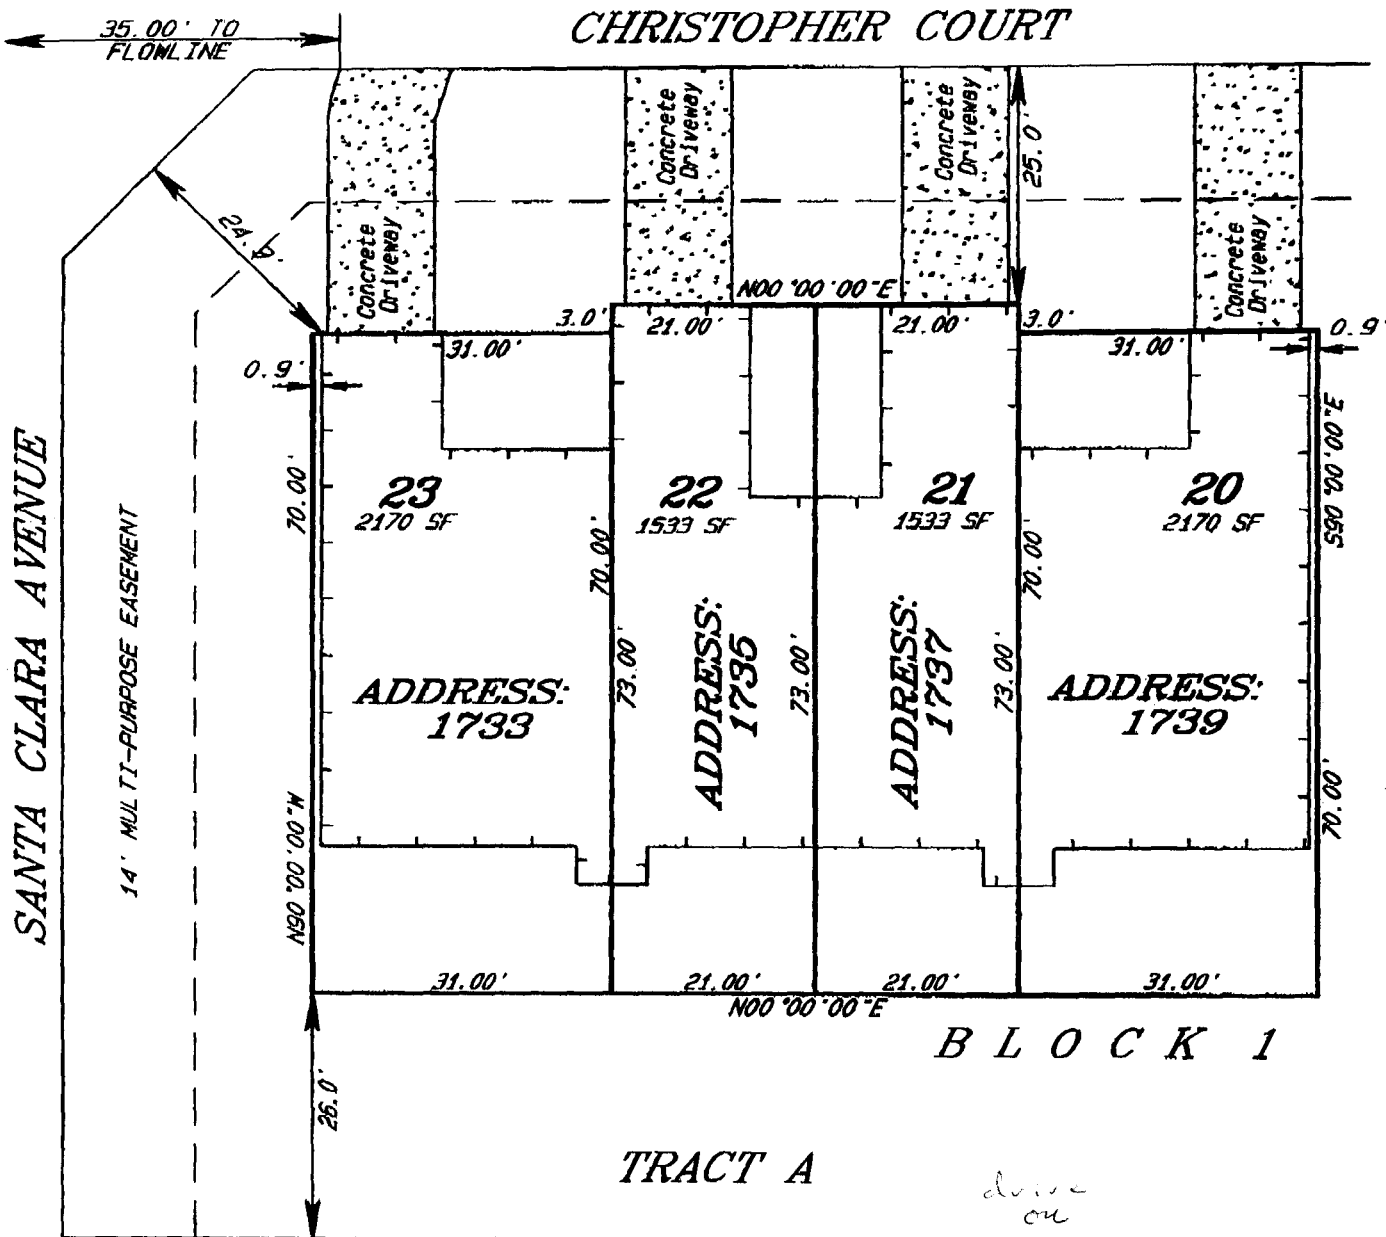 35.00' TO
FLOWLINE
CHRISTOPHER COURT
Concrete
Driveway
Concrete
Driveway
Concrete
Driveway
Concrete
Driveway
25.0'
24.9'
N00°00'00"E
3.0'
21.00'
21.00'
3.0'
31.00'
31.00'
0.9'
0.9'
S90°00'00"E
70.00'
23
2170 SF
22
1533 SF
21
1533 SF
20
2170 SF
70.00'
70.00'
73.00'
73.00'
73.00'
70.00'
ADDRESS:
1733
ADDRESS:
1735
ADDRESS:
1737
ADDRESS:
1739
SANTA CLARA AVENUE
14' MULTI-PURPOSE EASEMENT
N90°00'00"W
31.00'
21.00'
21.00'
31.00'
N00°00'00"E
BLOCK 1
26.0'
TRACT A
drive
on